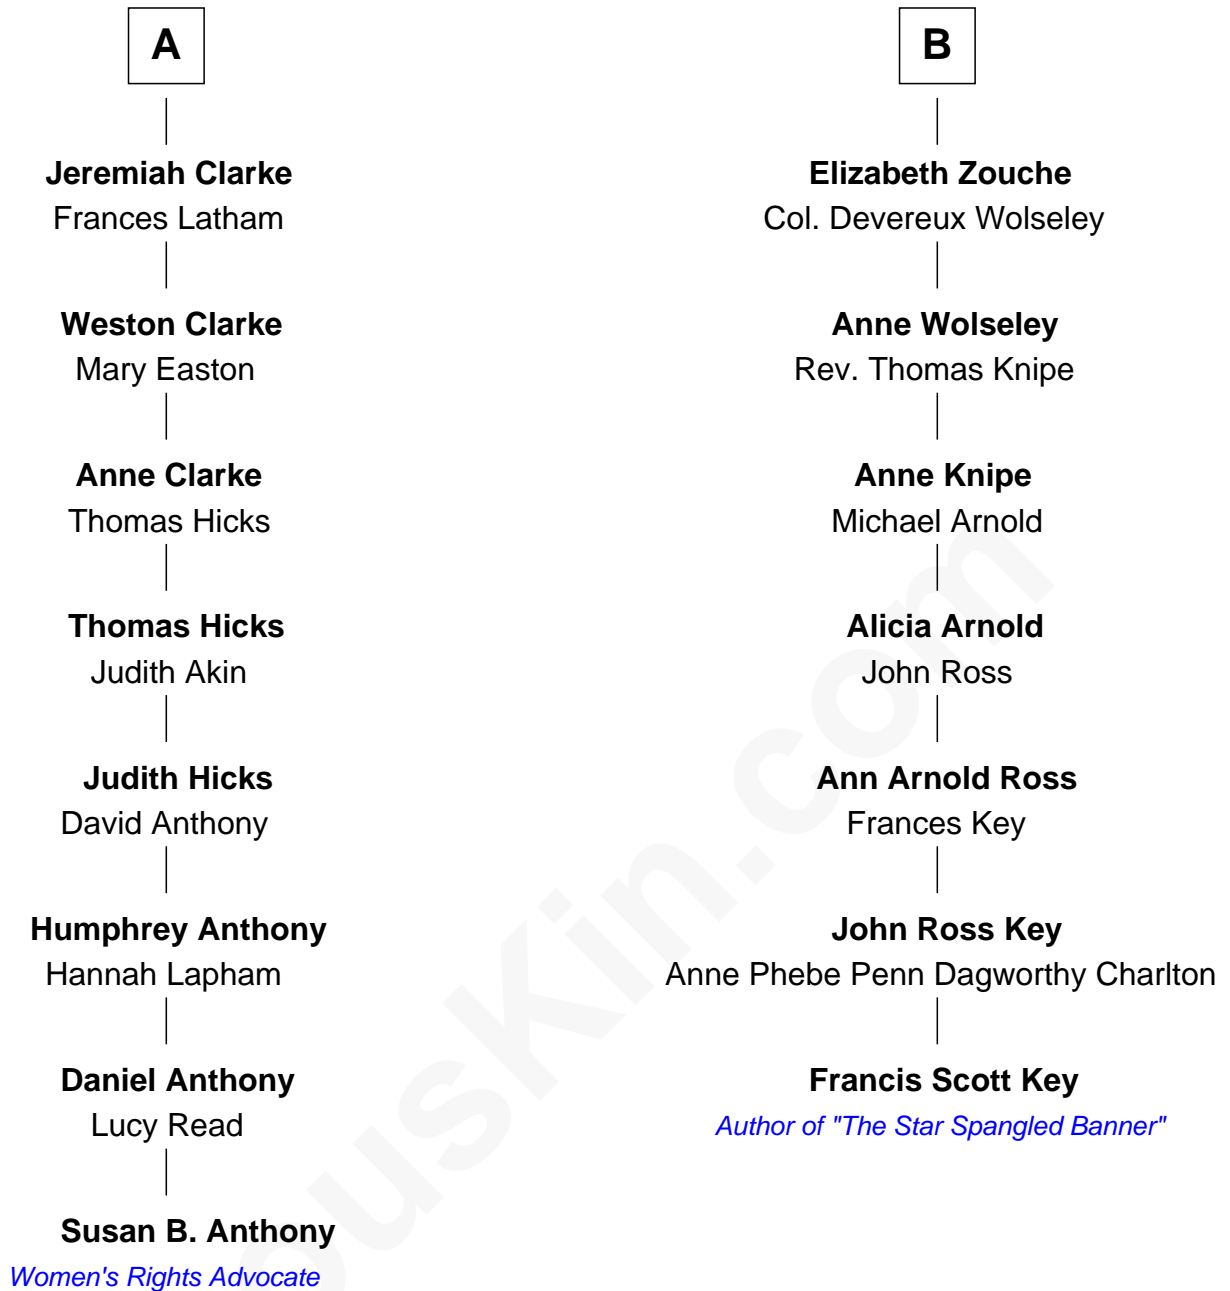 A
Jeremiah Clarke
Frances Latham
Weston Clarke
Mary Easton
Anne Clarke
Thomas Hicks
Thomas Hicks
Judith Akin
Judith Hicks
David Anthony
Humphrey Anthony
Hannah Lapham
Daniel Anthony
Lucy Read
Susan B. Anthony
Women's Rights Advocate
B
Elizabeth Zouche
Col. Devereux Wolseley
Anne Wolseley
Rev. Thomas Knipe
Anne Knipe
Michael Arnold
Alicia Arnold
John Ross
Ann Arnold Ross
Frances Key
John Ross Key
Anne Phebe Penn Dagworthy Charlton
Francis Scott Key
Author of "The Star Spangled Banner"
ousKin.com